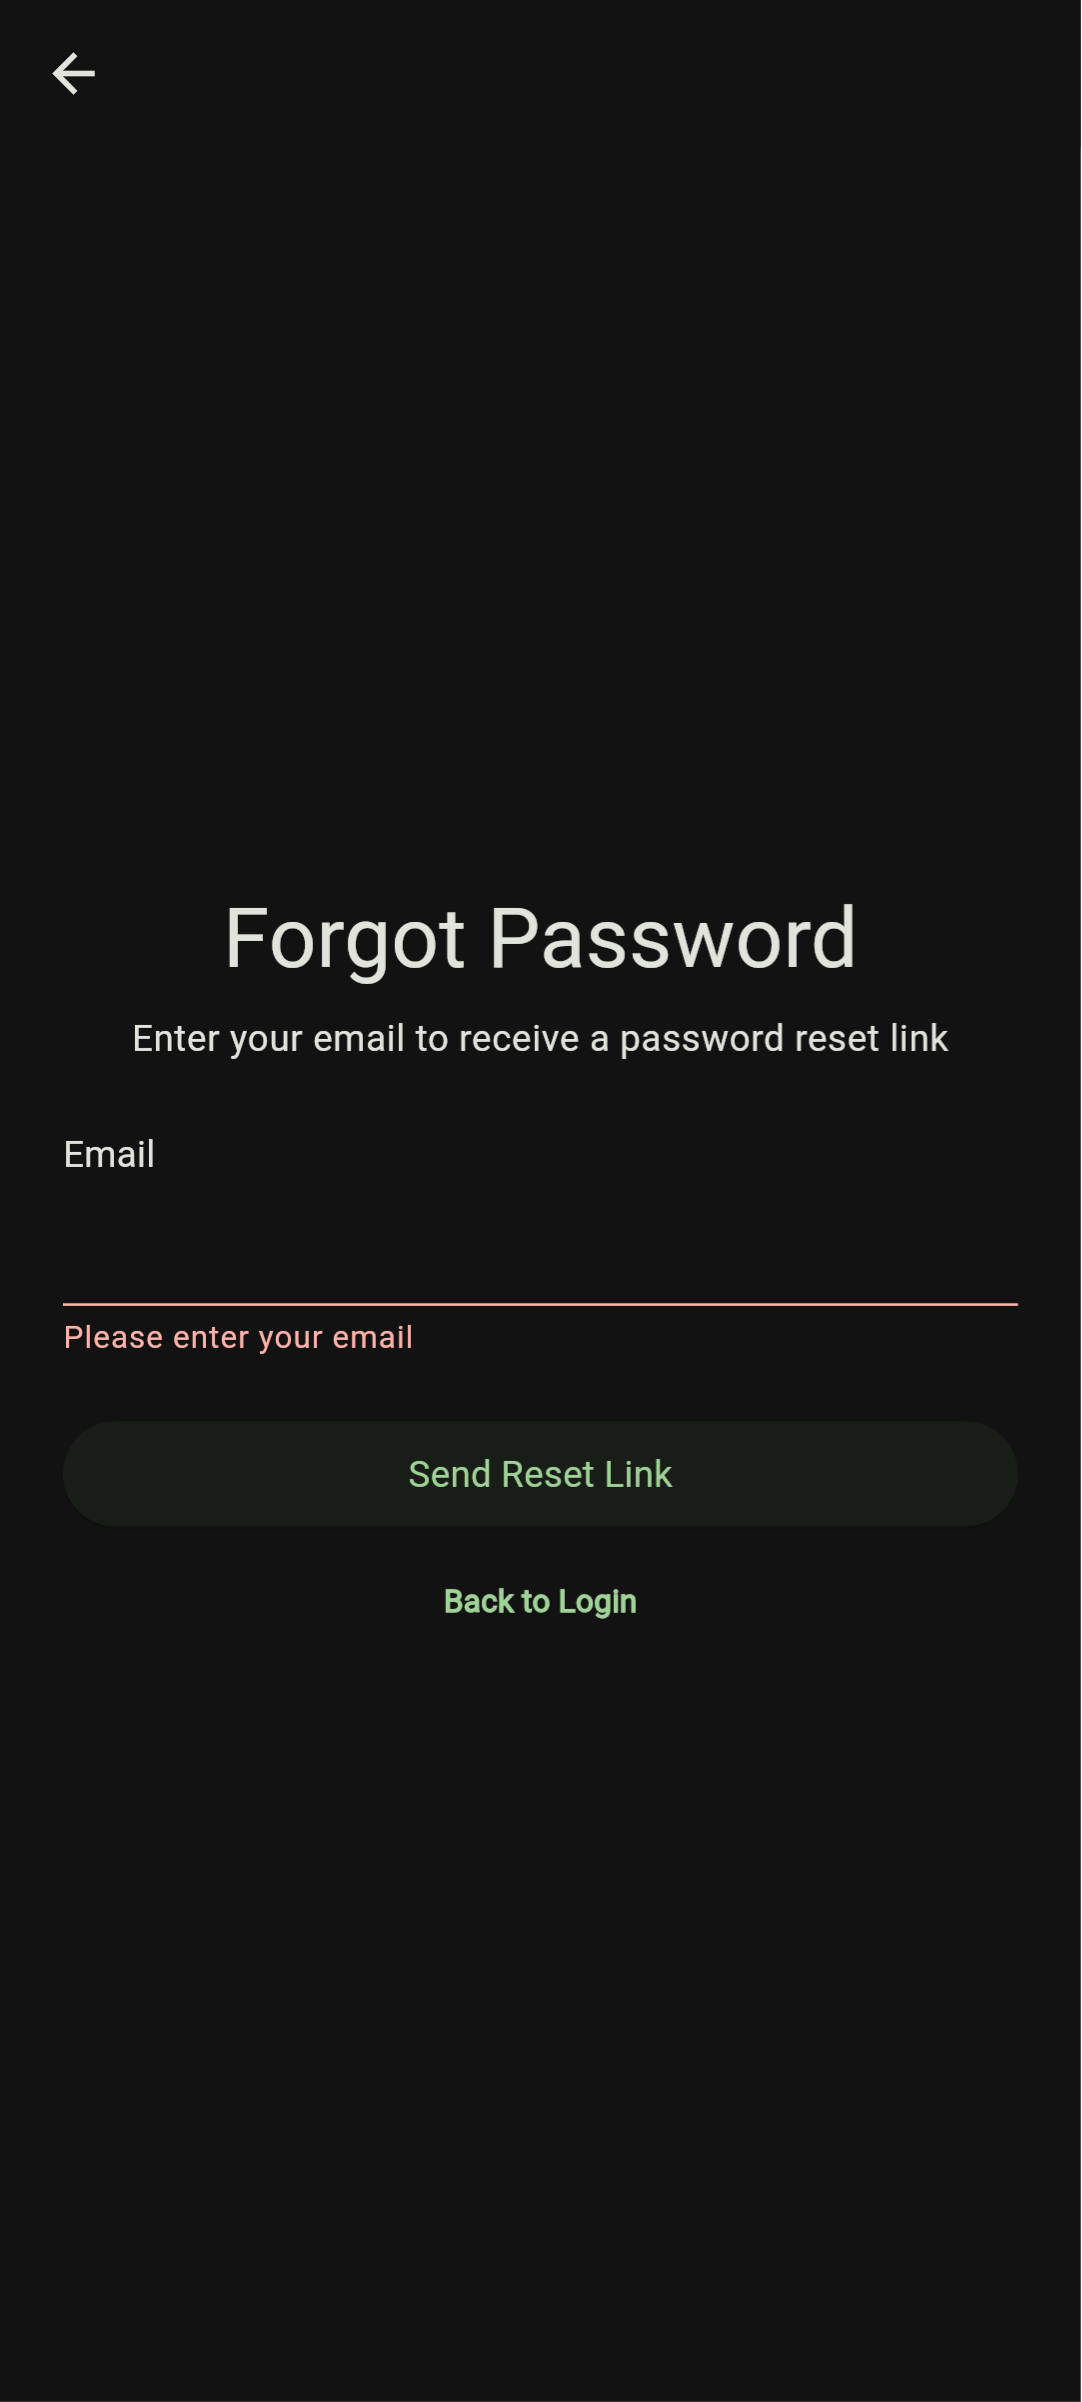 Forgot Password
Enter your email to receive a password reset link
Email
Please enter your email
Send Reset Link
Back to Login